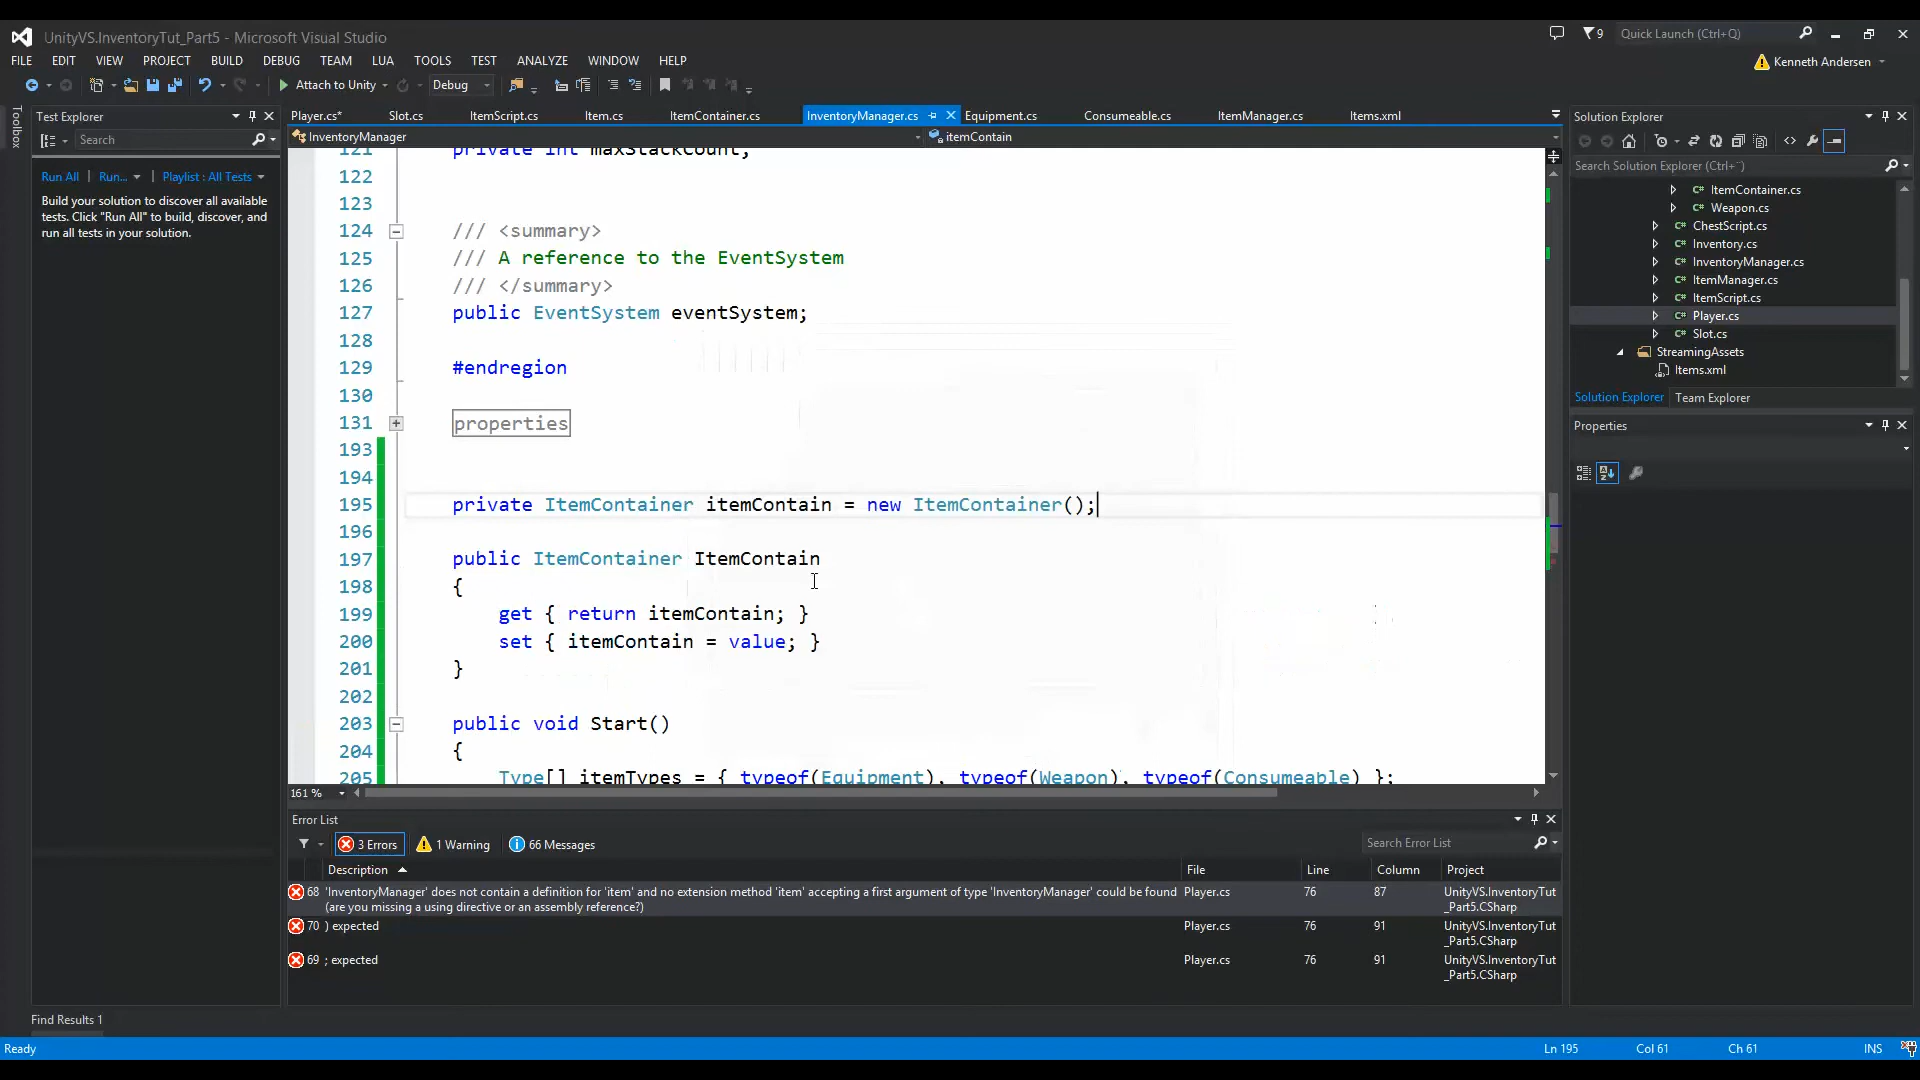 UnityVS.InventoryTut_Part5 - Microsoft Visual Studio
9
Quick Launch (Ctrl+Q)
FILE EDIT VIEW PROJECT BUILD DEBUG TEAM LUA TOOLS TEST ANALYZE WINDOW HELP
Kenneth Andersen
Attach to Unity
Debug
Toolbox
Test Explorer
Search
Run All | Run... | Playlist : All Tests
Build your solution to discover all available
tests. Click "Run All" to build, discover, and
run all tests in your solution.
Player.cs* Slot.cs ItemScript.cs Item.cs ItemContainer.cs InventoryManager.cs Equipment.cs Consumeable.cs ItemManager.cs Items.xml
InventoryManager itemContain
121 private int maxStackCount;
122
123
124 /// <summary>
125 /// A reference to the EventSystem
126 /// </summary>
127 public EventSystem eventSystem;
128
129 #endregion
130
131 properties
193
194
195 private ItemContainer itemContain = new ItemContainer();
196
197 public ItemContainer ItemContain
198 {
199 get { return itemContain; }
200 set { itemContain = value; }
201 }
202
203 public void Start()
204 {
205 Type[] itemTypes = { typeof(Equipment), typeof(Weapon), typeof(Consumeable) };
161 %
Solution Explorer
Search Solution Explorer (Ctrl+¨)
ItemContainer.cs
Weapon.cs
ChestScript.cs
Inventory.cs
InventoryManager.cs
ItemManager.cs
ItemScript.cs
Player.cs
Slot.cs
StreamingAssets
Items.xml
Solution Explorer Team Explorer
Properties
Error List
3 Errors 1 Warning 66 Messages
Search Error List
Description File Line Column Project
68 'InventoryManager' does not contain a definition for 'item' and no extension method 'item' accepting a first argument of type 'InventoryManager' could be found Player.cs 76 87 UnityVS.InventoryTut
(are you missing a using directive or an assembly reference?) _Part5.CSharp
70 ) expected Player.cs 76 91 UnityVS.InventoryTut
_Part5.CSharp
69 ; expected Player.cs 76 91 UnityVS.InventoryTut
_Part5.CSharp
Find Results 1
Ready
Ln 195 Col 61 Ch 61 INS